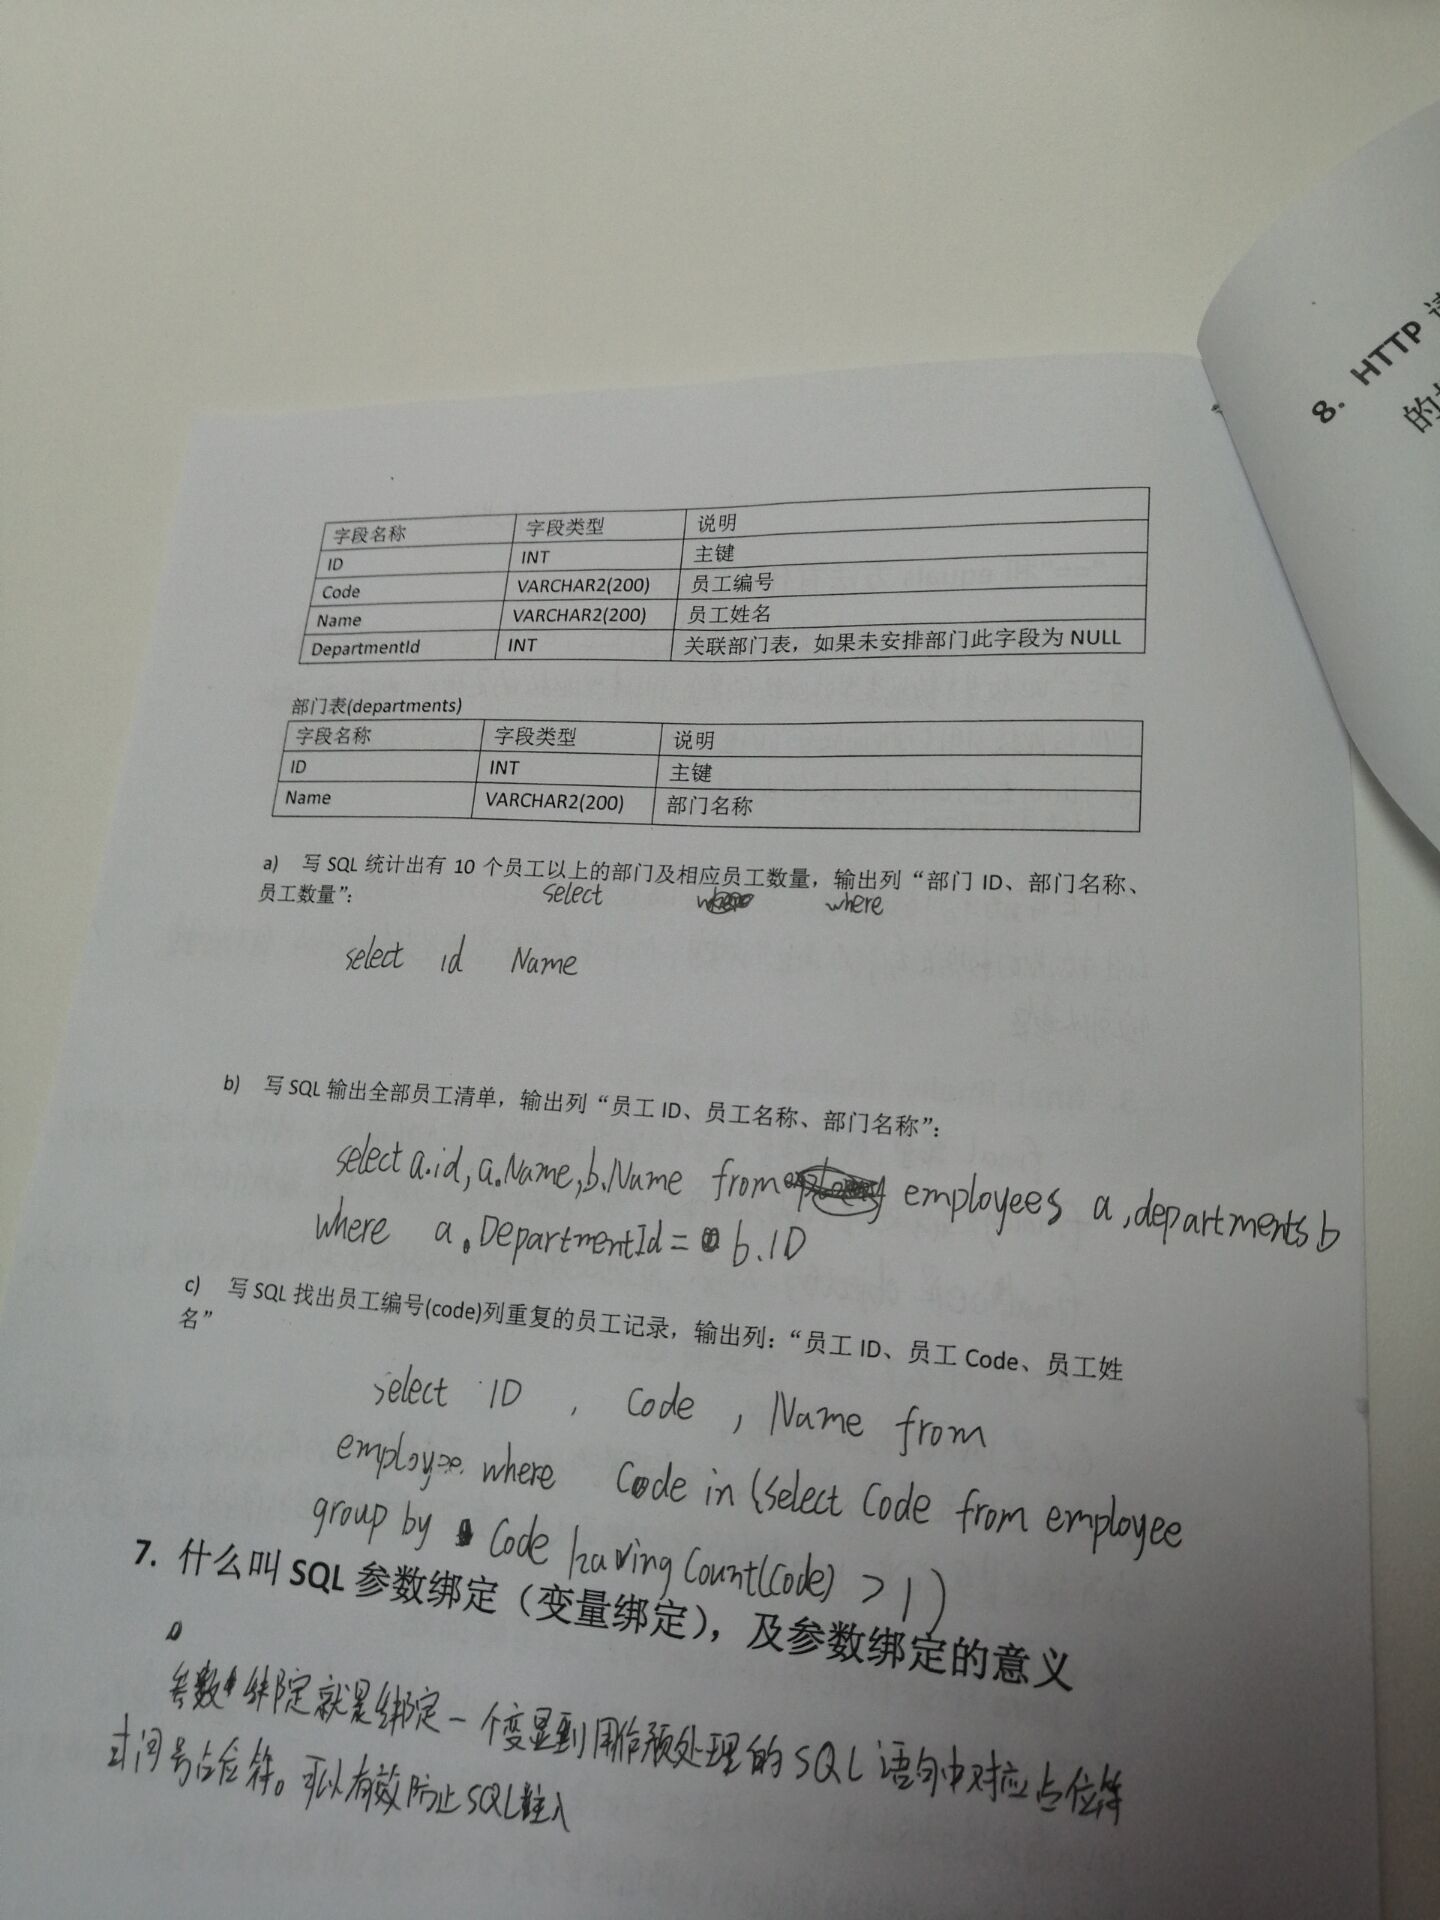 8. HTTP
的
字段名称 字段类型 说明
ID INT 主键
Code VARCHAR2(200) 员工编号
Name VARCHAR2(200) 员工姓名
DepartmentId INT 关联部门表，如果未安排部门此字段为 NULL
部门表(departments)
字段名称 字段类型 说明
ID INT 主键
Name VARCHAR2(200) 部门名称
a) 写 SQL 统计出有 10 个员工以上的部门及相应员工数量，输出列“部门 ID、部门名称、
员工数量”：
select where
select id Name
b) 写 SQL 输出全部员工清单，输出列“员工 ID、员工名称、部门名称”：
select a.id, a.Name, b.Name from employees a, departments b
where a.DepartmentId = b.ID
c) 写 SQL 找出员工编号(code)列重复的员工记录，输出列：“员工 ID、员工 Code、员工姓
名”
select ID , Code , Name from
employee where Code in (select Code from employee
group by Code having Count(Code) > 1)
7. 什么叫 SQL 参数绑定（变量绑定），及参数绑定的意义
参数绑定就是绑定一个变量到用作预处理的SQL语句中对应占位符
问号占位符。可以有效防止SQL注入